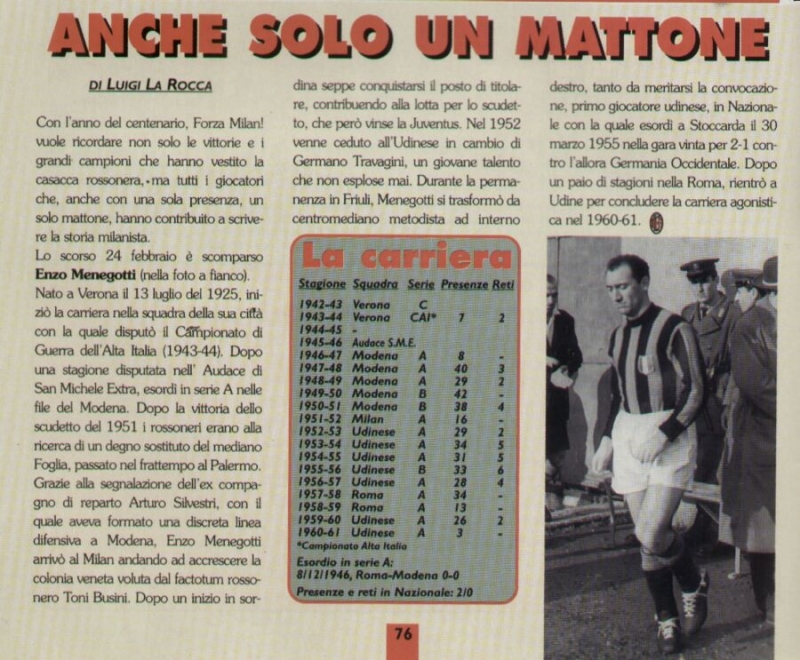 ANCHE SOLO UN MATTONE
DI LUIGI LA ROCCA
Con l'anno del centenario, Forza Milan!
vuole ricordare non solo le vittorie e i
grandi campioni che hanno vestito la
casacca rossonera, ma tutti i giocatori
che, anche con una sola presenza, un
solo mattone, hanno contribuito a scrive-
re la storia milanista.
Lo scorso 24 febbraio è scomparso
Enzo Menegotti (nella foto a fianco).
Nato a Verona il 13 luglio del 1925, ini-
ziò la carriera nella squadra della sua città
con la quale disputò il Campionato di
Guerra dell'Alta Italia (1943-44). Dopo
una stagione disputata nell' Audace di
San Michele Extra, esordì in serie A nelle
file del Modena. Dopo la vittoria dello
scudetto del 1951 i rossoneri erano alla
ricerca di un degno sostituto del mediano
Foglia, passato nel frattempo al Palermo.
Grazie alla segnalazione dell'ex compa-
gno di reparto Arturo Silvestri, con il
quale aveva formato una discreta linea
difensiva a Modena, Enzo Menegotti
arrivò al Milan andando ad accrescere la
colonia veneta voluta dal factotum rosso-
nero Toni Busini. Dopo un inizio in sor-
dina seppe conquistarsi il posto di titola-
re, contribuendo alla lotta per lo scudet-
to, che però vinse la Juventus. Nel 1952
venne ceduto all'Udinese in cambio di
Germano Travagini, un giovane talento
che non esplose mai. Durante la perma-
nenza in Friuli, Menegotti si trasformò da
centromediano metodista ad interno
destro, tanto da meritarsi la convocazio-
ne, primo giocatore udinese, in Naziona-
le con la quale esordì a Stoccarda il 30
marzo 1955 nella gara vinta per 2-1 con-
tro l'allora Germania Occidentale. Dopo
un paio di stagioni nella Roma, rientrò a
Udine per concludere la carriera agonisti-
ca nel 1960-61.
La carriera
Stagione Squadra Serie Presenze Reti
1942-43 Verona C
1943-44 Verona CAI* 7 2
1944-45 -
1945-46 Audace S.M.E.
1946-47 Modena A 8 -
1947-48 Modena A 40 3
1948-49 Modena A 29 2
1949-50 Modena B 42 -
1950-51 Modena B 38 4
1951-52 Milan A 16 -
1952-53 Udinese A 29 2
1953-54 Udinese A 34 5
1954-55 Udinese A 31 5
1955-56 Udinese B 33 6
1956-57 Udinese A 28 4
1957-58 Roma A 34 -
1958-59 Roma A 13 -
1959-60 Udinese A 26 2
1960-61 Udinese A 3 -
*Campionato Alta Italia
Esordio in serie A:
8/12/1946, Roma-Modena 0-0
Presenze e reti in Nazionale: 2/0
76